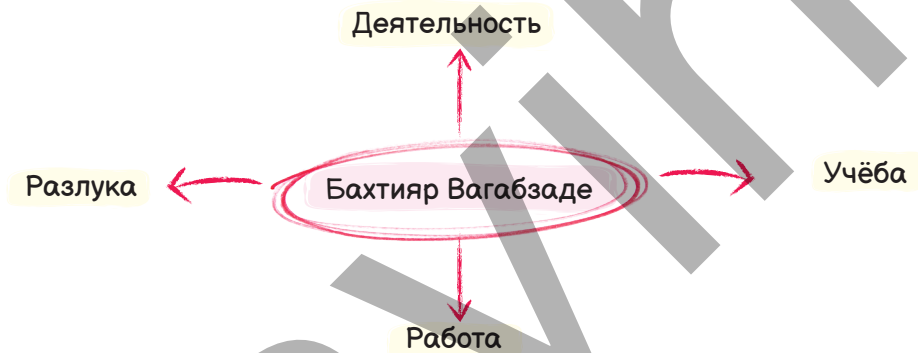 Деятельность
Разлука
Бахтияр Вагабзаде
Учёба
Работа